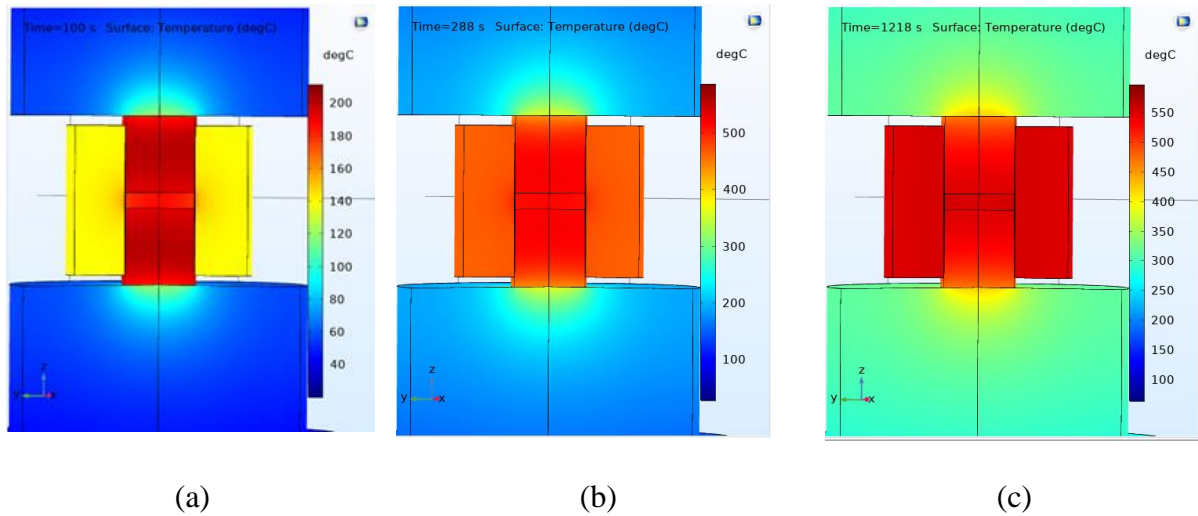 Time=100 s   Surface: Temperature (degC)
degC
200
180
160
140
120
100
80
60
40
z
y
x
(a)
Time=288 s   Surface: Temperature (degC)
degC
500
400
300
200
100
z
y
x
(b)
Time=1218 s   Surface: Temperature (degC)
degC
550
500
450
400
350
300
250
200
150
100
z
y
x
(c)